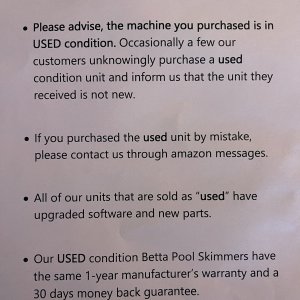 • Please advise, the machine you purchased is in
USED condition. Occasionally a few our
customers unknowingly purchase a used
condition unit and inform us that the unit they
received is not new.
• If you purchased the used unit by mistake,
please contact us through amazon messages.
• All of our units that are sold as “used” have
upgraded software and new parts.
• Our USED condition Betta Pool Skimmers have
the same 1-year manufacturer’s warranty and a
30 days money back guarantee.